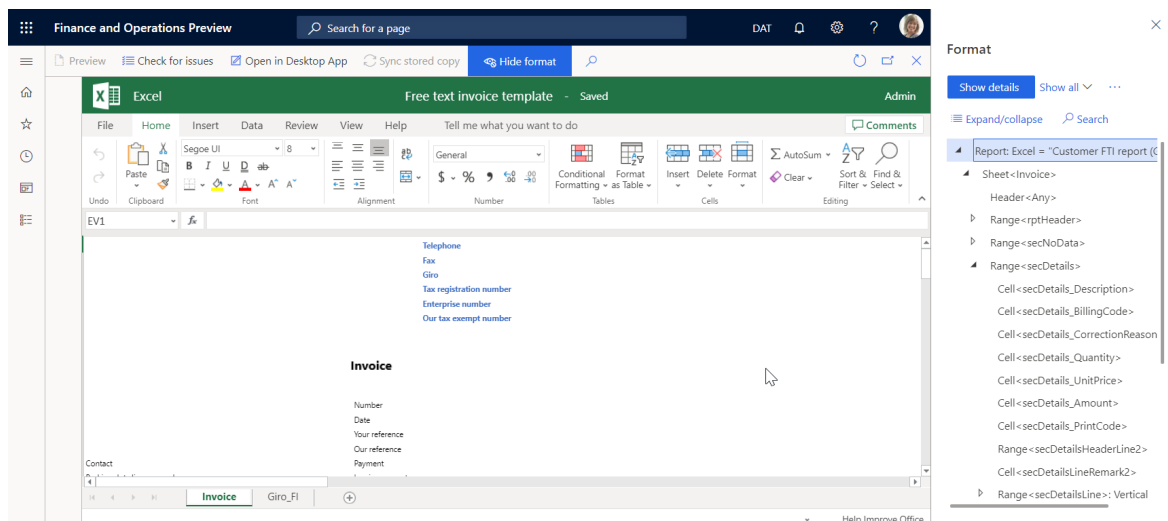 Finance and Operations Preview
Search for a page
DAT
?
Preview
Check for issues
Open in Desktop App
Sync stored copy
Hide format
Excel
Free text invoice template - Saved
Admin
File Home Insert Data Review View Help Tell me what you want to do
Comments
Paste
Segoe UI
8
B I U D ab
A A^ A^
ab
General
$ % 9 .00 .00
Conditional Formatting
Format as Table
Insert Delete Format
Σ AutoSum
Clear
Sort & Filter
Find & Select
Undo Clipboard Font Alignment Number Tables Cells Editing
EV1
fx
Telephone
Fax
Giro
Tax registration number
Enterprise number
Our tax exempt number
Invoice
Number
Date
Your reference
Our reference
Contact
Payment
Invoice Giro_FI
Help Improve Office
Format
Show details
Show all
Expand/collapse
Search
Report: Excel = "Customer FTI report (G
Sheet<Invoice>
Header<Any>
Range<rptHeader>
Range<secNoData>
Range<secDetails>
Cell<secDetails_Description>
Cell<secDetails_BillingCode>
Cell<secDetails_CorrectionReason
Cell<secDetails_Quantity>
Cell<secDetails_UnitPrice>
Cell<secDetails_Amount>
Cell<secDetails_PrintCode>
Range<secDetailsHeaderLine2>
Cell<secDetailsLineRemark2>
Range<secDetailsLine>: Vertical